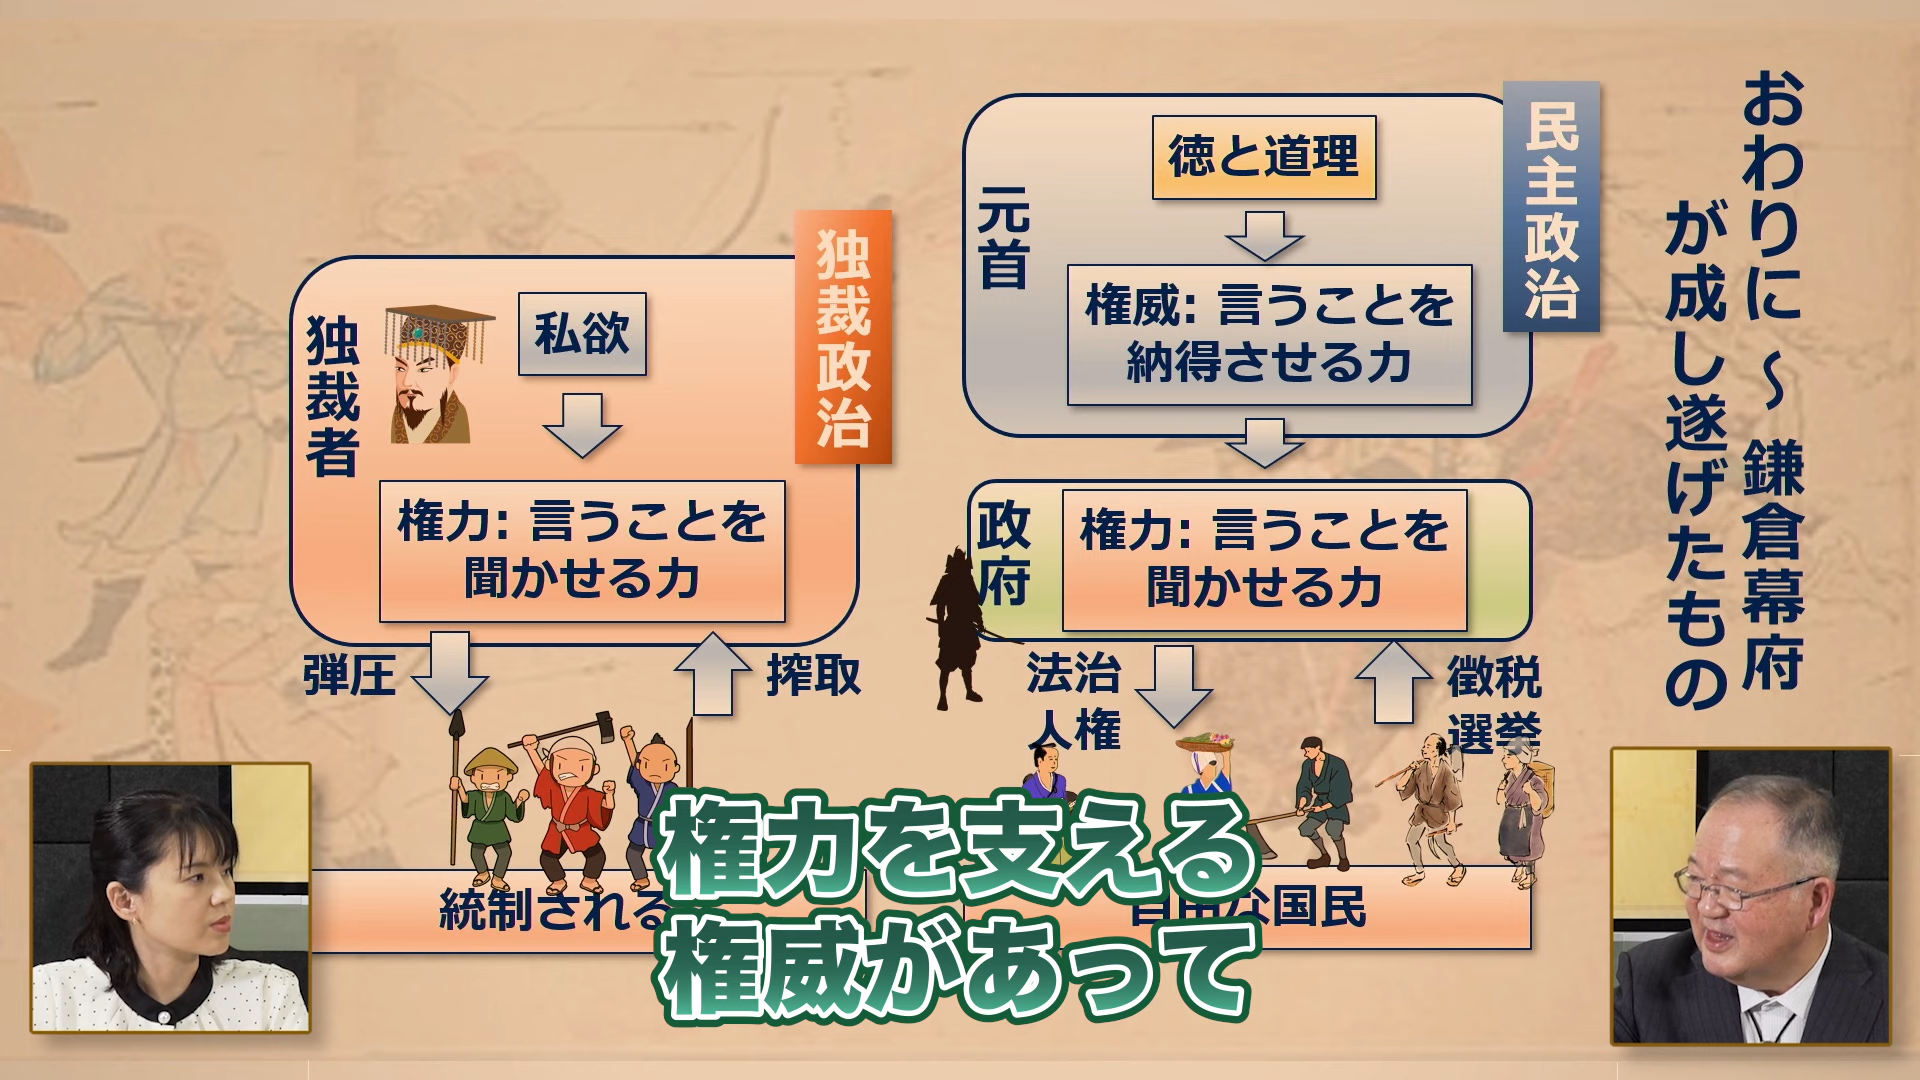 おわりに ～ 鎌倉幕府
が成し遂げたもの
独裁政治
独裁者
私欲
権力: 言うことを
聞かせる力
弾圧
搾取
統制される
民主政治
元首
徳と道理
権威: 言うことを
納得させる力
政府
権力: 言うことを
聞かせる力
法治
人権
徴税
選挙
自由な国民
権力を支える
権威があって